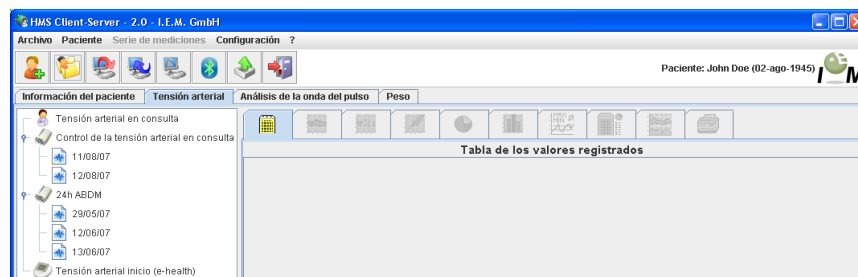 HMS Client-Server - 2.0 - I.E.M. GmbH
Archivo Paciente Serie de mediciones Configuración ?
Paciente: John Doe (02-ago-1945)
Información del paciente Tensión arterial Análisis de la onda del pulso Peso
Tensión arterial en consulta
Control de la tensión arterial en consulta
11/08/07
12/08/07
24h ABDM
29/05/07
12/06/07
13/06/07
Tensión arterial inicio (e-health)
Tabla de los valores registrados